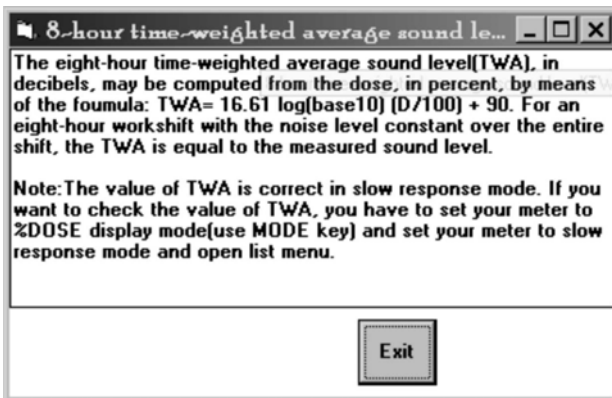 8-hour time-weighted average sound le...
The eight-hour time-weighted average sound level(TWA), in
decibels, may be computed from the dose, in percent, by means
of the foumula: TWA= 16.61 log(base10) (D/100) + 90. For an
eight-hour workshift with the noise level constant over the entire
shift, the TWA is equal to the measured sound level.
Note:The value of TWA is correct in slow response mode. If you
want to check the value of TWA, you have to set your meter to
%DOSE display mode(use MODE key) and set your meter to slow
response mode and open list menu.
Exit